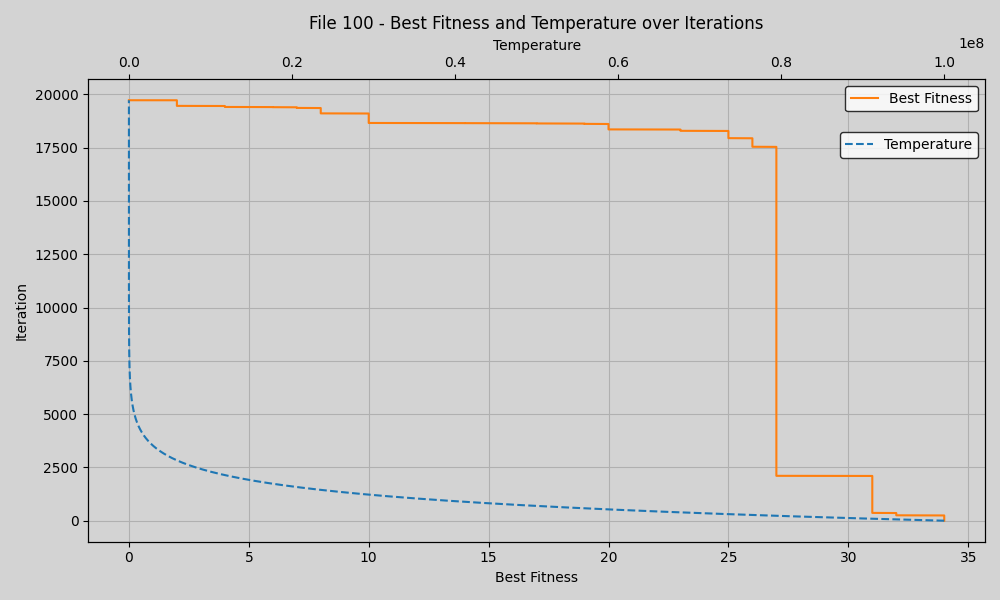 File 100 - Best Fitness and Temperature over Iterations
Temperature
1e8
0.0 0.2 0.4 0.6 0.8 1.0
Best Fitness
Temperature
20000
17500
15000
12500
10000
7500
5000
2500
0
Iteration
0 5 10 15 20 25 30 35
Best Fitness